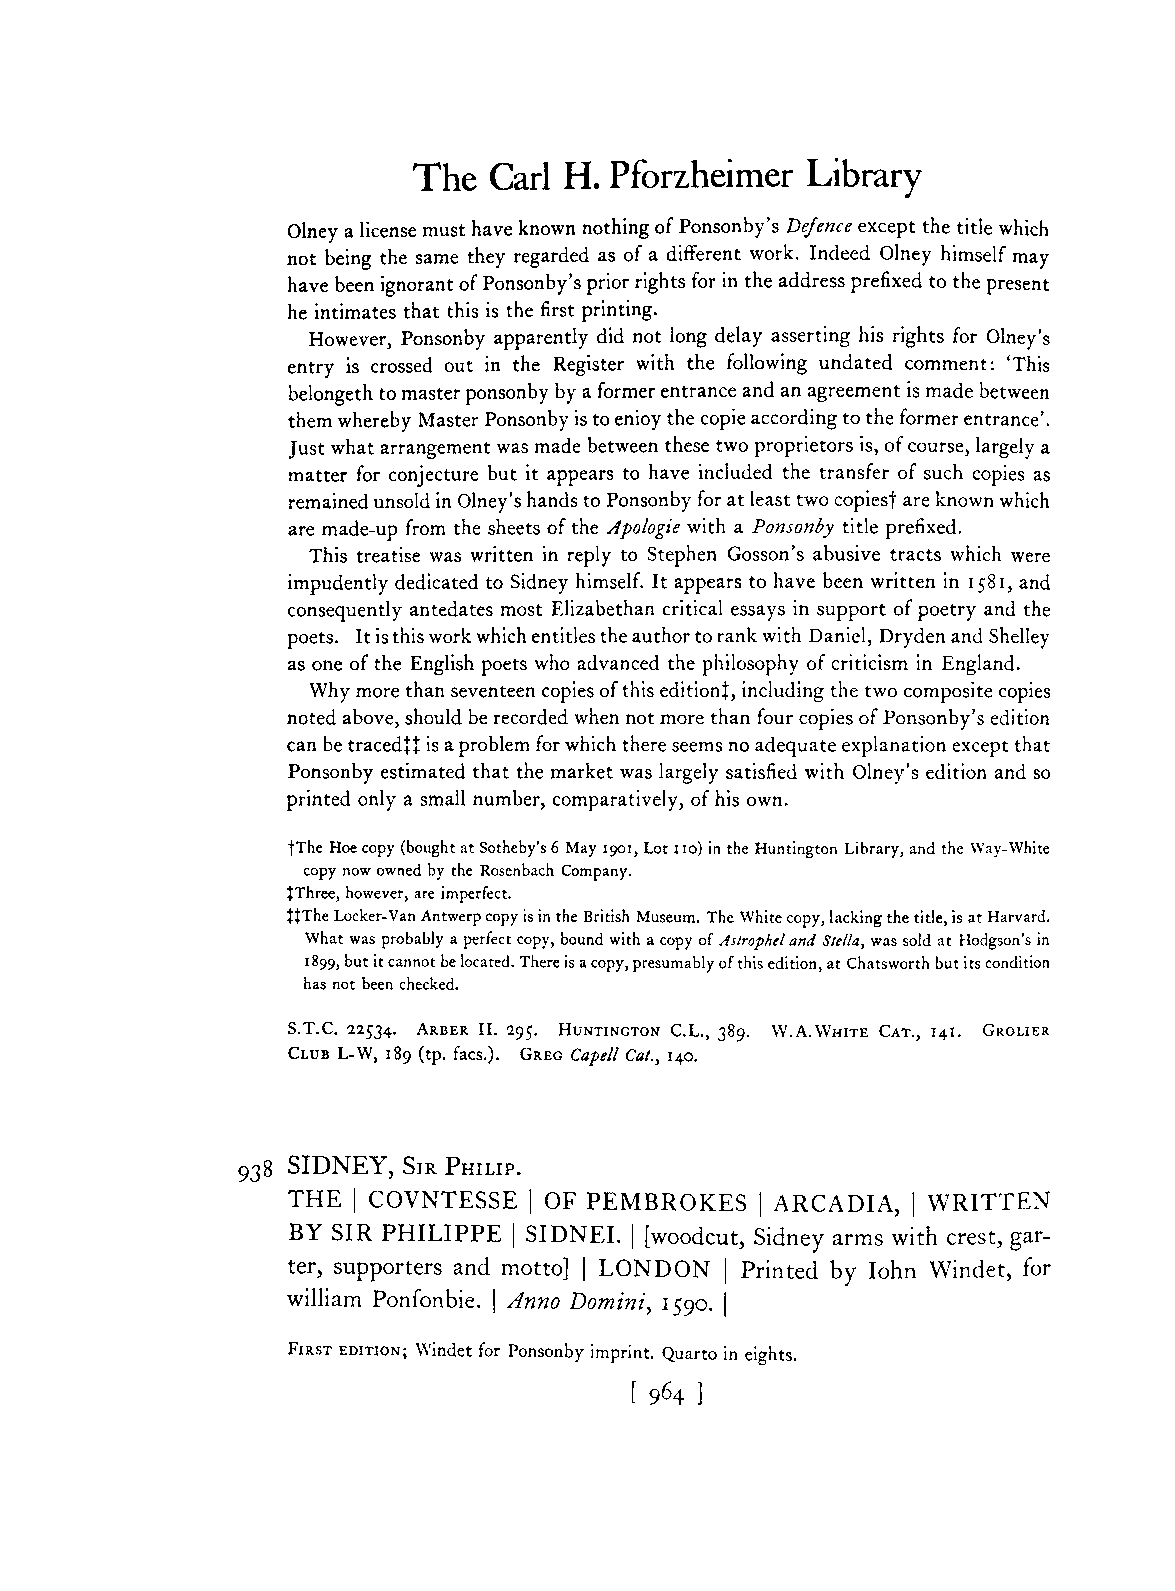 The Carl H. Pforzheimer Library
Olney a license must have known nothing of Ponsonby's Defence except the title which
not being the same they regarded as of a different work. Indeed Olney himself may
have been ignorant of Ponsonby's prior rights for in the address prefixed to the present
he intimates that this is the first printing.
However, Ponsonby apparently did not long delay asserting his rights for Olney's
entry is crossed out in the Register with the following undated comment: ‘This
belongeth to master ponsonby by a former entrance and an agreement is made between
them whereby Master Ponsonby is to enioy the copie according to the former entrance’.
Just what arrangement was made between these two proprietors is, of course, largely a
matter for conjecture but it appears to have included the transfer of such copies as
remained unsold in Olney's hands to Ponsonby for at least two copies† are known which
are made-up from the sheets of the Apologie with a Ponsonby title prefixed.
This treatise was written in reply to Stephen Gosson's abusive tracts which were
impudently dedicated to Sidney himself. It appears to have been written in 1581, and
consequently antedates most Elizabethan critical essays in support of poetry and the
poets. It is this work which entitles the author to rank with Daniel, Dryden and Shelley
as one of the English poets who advanced the philosophy of criticism in England.
Why more than seventeen copies of this edition‡, including the two composite copies
noted above, should be recorded when not more than four copies of Ponsonby's edition
can be traced‡‡ is a problem for which there seems no adequate explanation except that
Ponsonby estimated that the market was largely satisfied with Olney's edition and so
printed only a small number, comparatively, of his own.
†The Hoe copy (bought at Sotheby's 6 May 1901, Lot 110) in the Huntington Library, and the Way-White
copy now owned by the Rosenbach Company.
‡Three, however, are imperfect.
‡‡The Locker-Van Antwerp copy is in the British Museum. The White copy, lacking the title, is at Harvard.
What was probably a perfect copy, bound with a copy of Astrophel and Stella, was sold at Hodgson's in
1899, but it cannot be located. There is a copy, presumably of this edition, at Chatsworth but its condition
has not been checked.
S.T.C. 22534. ARBER II. 295. HUNTINGTON C.L., 389. W.A.WHITE CAT., 141. GROLIER
CLUB L-W, 189 (tp. facs.). GREG Capell Cat., 140.
938 SIDNEY, SIR PHILIP.
THE | COVNTESSE | OF PEMBROKES | ARCADIA, | WRITTEN
BY SIR PHILIPPE | SIDNEI. | [woodcut, Sidney arms with crest, gar-
ter, supporters and motto] | LONDON | Printed by Iohn Windet, for
william Ponſonbie. | Anno Domini, 1590. |
FIRST EDITION; Windet for Ponsonby imprint. Quarto in eights.
[ 964 ]